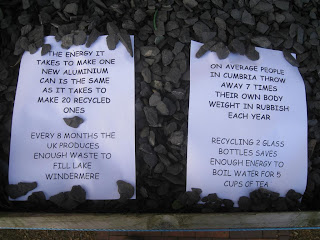 THE ENERGY IT
TAKES TO MAKE ONE
NEW ALUMINIUM
CAN IS THE SAME
AS IT TAKES TO
MAKE 20 RECYCLED
ONES
EVERY 8 MONTHS THE
UK PRODUCES
ENOUGH WASTE TO
FILL LAKE
WINDERMERE
ON AVERAGE PEOPLE
IN CUMBRIA THROW
AWAY 7 TIMES
THEIR OWN BODY
WEIGHT IN RUBBISH
EACH YEAR
RECYCLING 2 GLASS
BOTTLES SAVES
ENOUGH ENERGY TO
BOIL WATER FOR 5
CUPS OF TEA